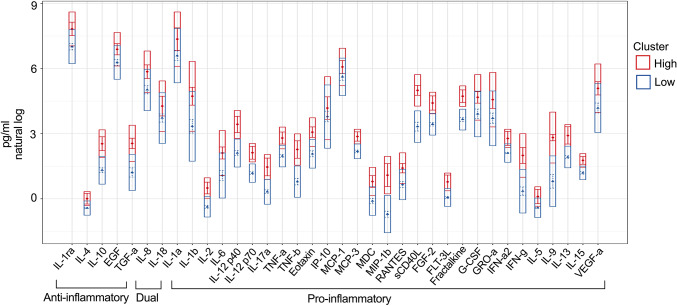 9
6
3
0
pg/ml
natural log
Cluster
High
Low
IL-1ra
IL-4
IL-10
EGF
TGF-a
IL-8
IL-18
IL-1a
IL-1b
IL-2
IL-6
IL-12 p40
IL-12 p70
IL-17a
TNF-a
TNF-b
Eotaxin
IP-10
MCP-1
MCP-3
MDC
MIP-1b
RANTES
sCD40L
FGF-2
FLT-3L
Fractalkine
G-CSF
GRO-a
IFN-a2
IFN-g
IL-5
IL-9
IL-13
IL-15
VEGF-a
Anti-inflammatory
Dual
Pro-inflammatory